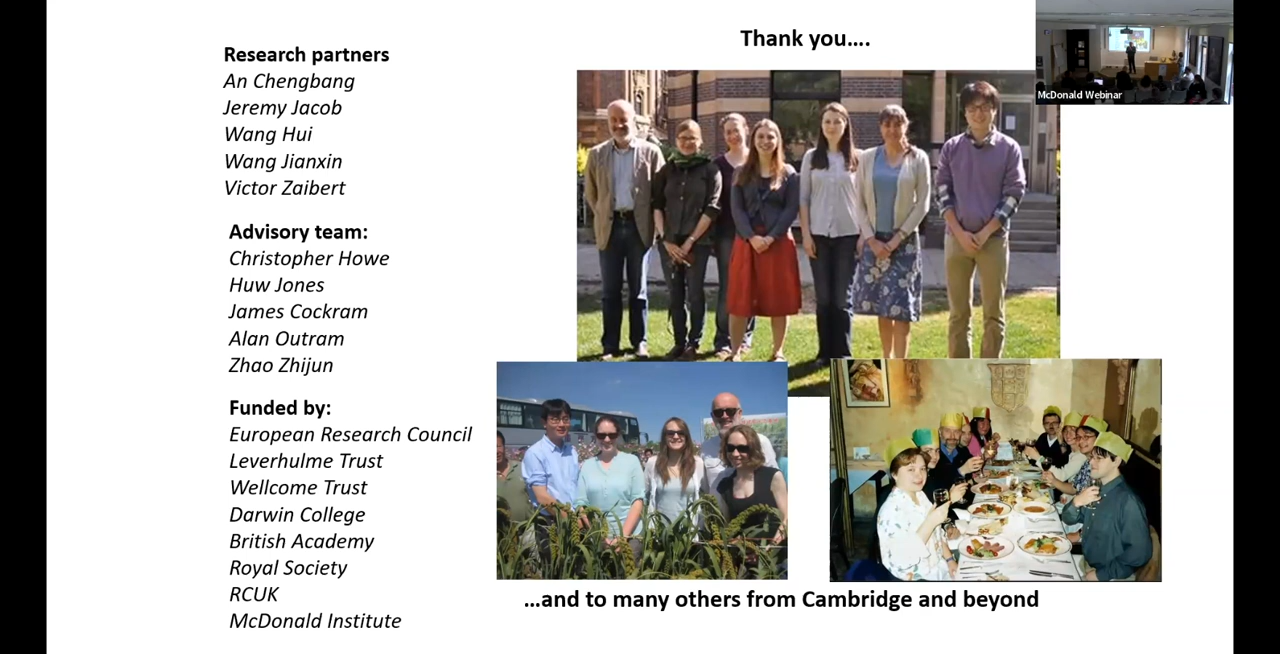 Research partners
An Chengbang
Jeremy Jacob
Wang Hui
Wang Jianxin
Victor Zaibert
Advisory team:
Christopher Howe
Huw Jones
James Cockram
Alan Outram
Zhao Zhijun
Funded by:
European Research Council
Leverhulme Trust
Wellcome Trust
Darwin College
British Academy
Royal Society
RCUK
McDonald Institute
Thank you....
...and to many others from Cambridge and beyond
McDonald Webinar